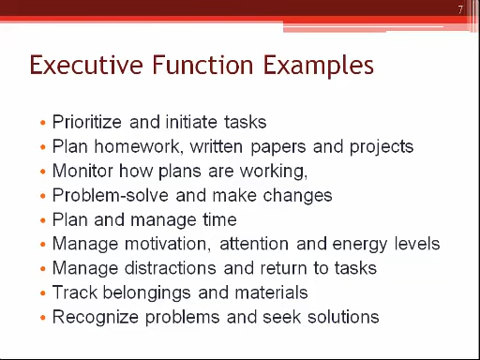 7
Executive Function Examples
• Prioritize and initiate tasks
• Plan homework, written papers and projects
• Monitor how plans are working,
• Problem-solve and make changes
• Plan and manage time
• Manage motivation, attention and energy levels
• Manage distractions and return to tasks
• Track belongings and materials
• Recognize problems and seek solutions